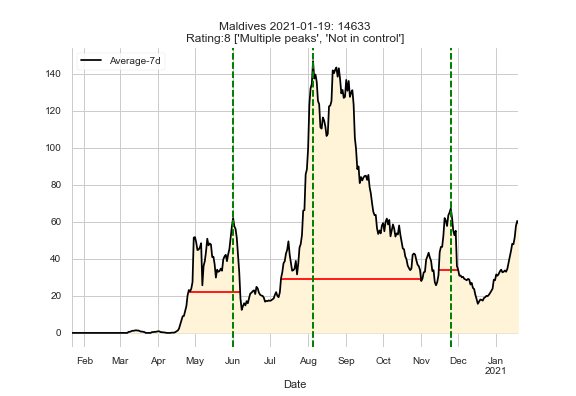 Maldives 2021-01-19: 14633
Rating:8 ['Multiple peaks', 'Not in control']
Average-7d
140
120
100
80
60
40
20
0
Feb Mar Apr May Jun Jul Aug Sep Oct Nov Dec Jan
2021
Date